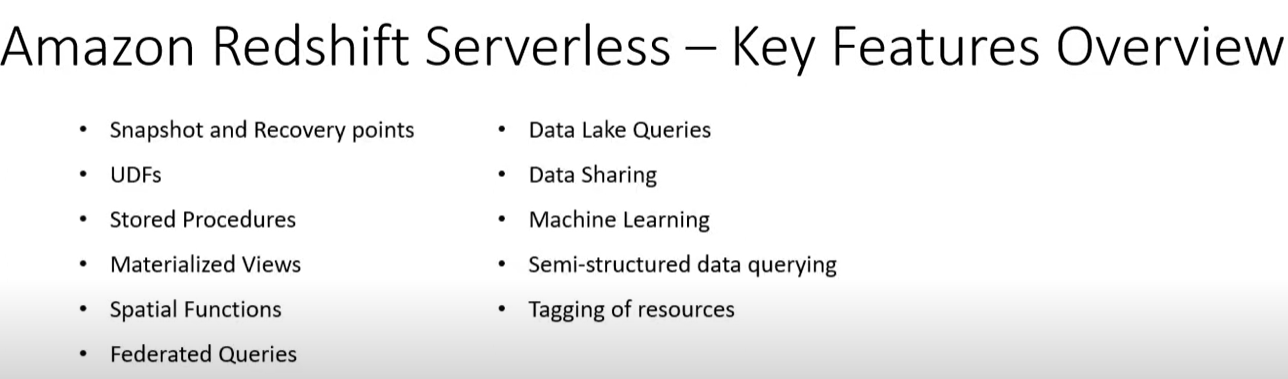 Amazon Redshift Serverless – Key Features Overview
• Snapshot and Recovery points
• UDFs
• Stored Procedures
• Materialized Views
• Spatial Functions
• Federated Queries
• Data Lake Queries
• Data Sharing
• Machine Learning
• Semi-structured data querying
• Tagging of resources